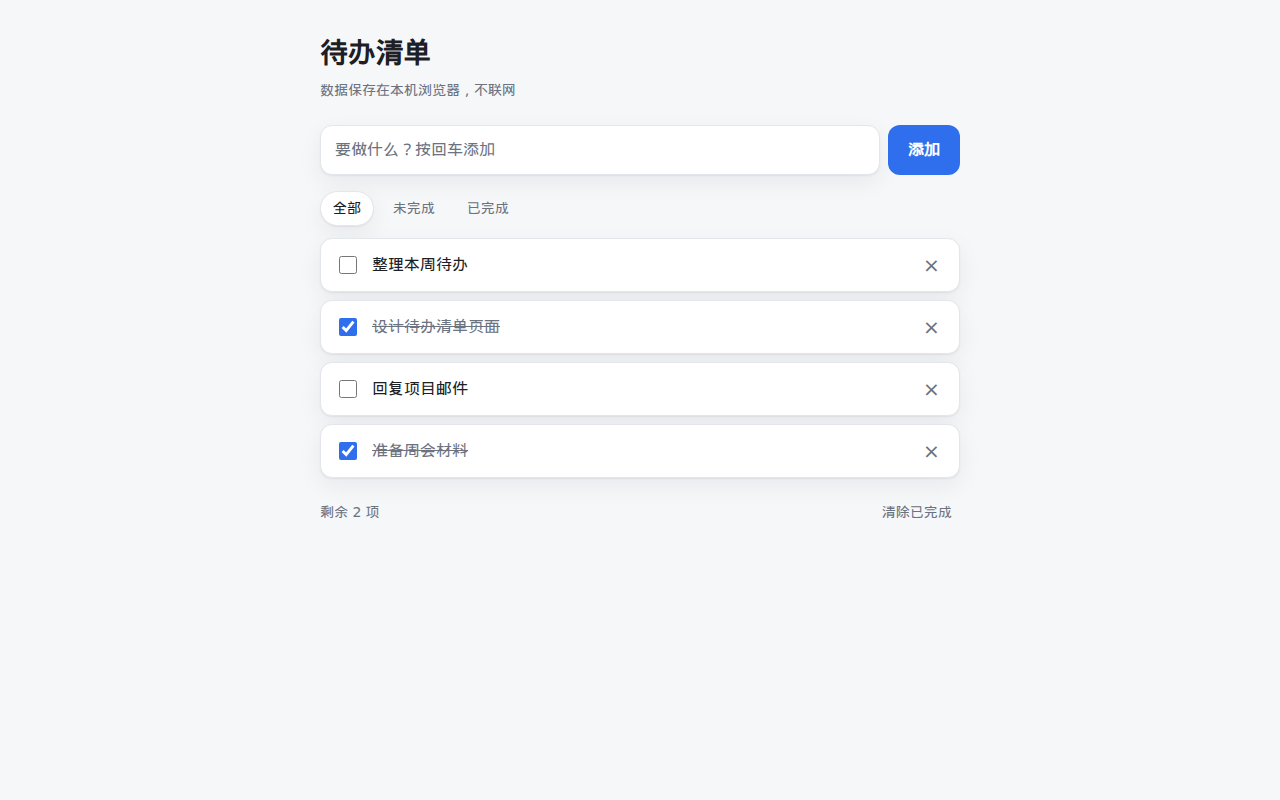 待办清单
数据保存在本机浏览器，不联网
要做什么？按回车添加
添加
全部 未完成 已完成
整理本周待办
设计待办清单页面
回复项目邮件
准备周会材料
剩余 2 项
清除已完成